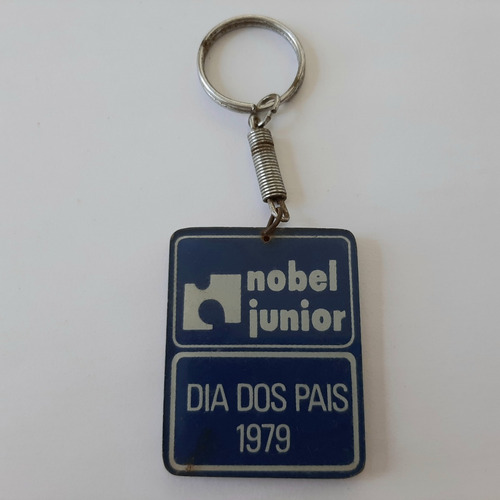 nobel
junior
DIA DOS PAIS
1979